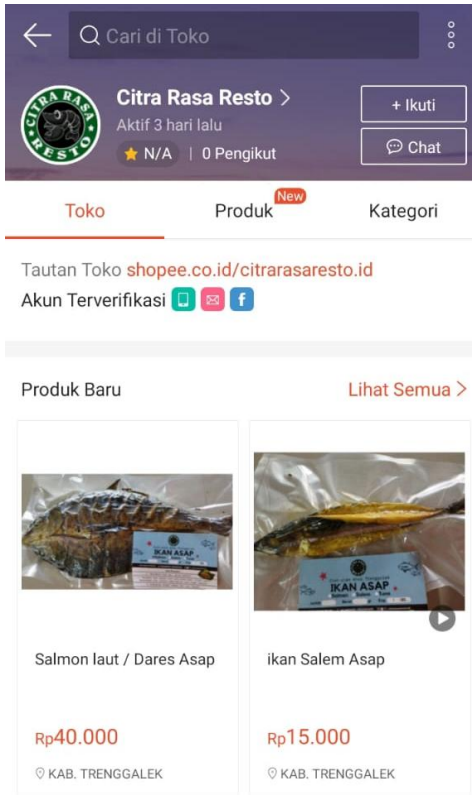 Cari di Toko
CITRA RASA
RESTO
Citra Rasa Resto >
Aktif 3 hari lalu
N/A | 0 Pengikut
+ Ikuti
Chat
Toko
Produk
New
Kategori
Tautan Toko shopee.co.id/citrarasaresto.id
Akun Terverifikasi
Produk Baru
Lihat Semua >
IKAN ASAP
IKAN ASAP
Salmon laut / Dares Asap
ikan Salem Asap
Rp40.000
Rp15.000
KAB. TRENGGALEK
KAB. TRENGGALEK